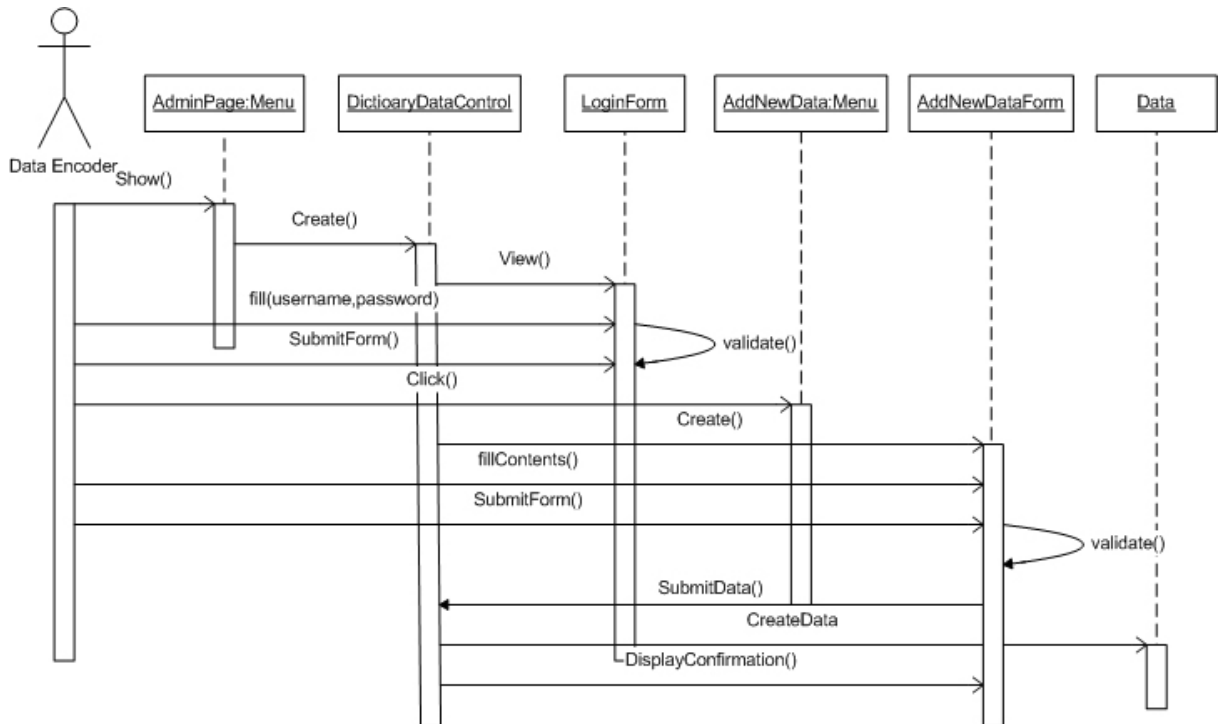 AdminPage:Menu
DictioaryDataControl
LoginForm
AddNewData:Menu
AddNewDataForm
Data
Data Encoder
Show()
Create()
View()
fill(username,password)
SubmitForm()
validate()
Click()
Create()
fillContents()
SubmitForm()
validate()
SubmitData()
CreateData
DisplayConfirmation()